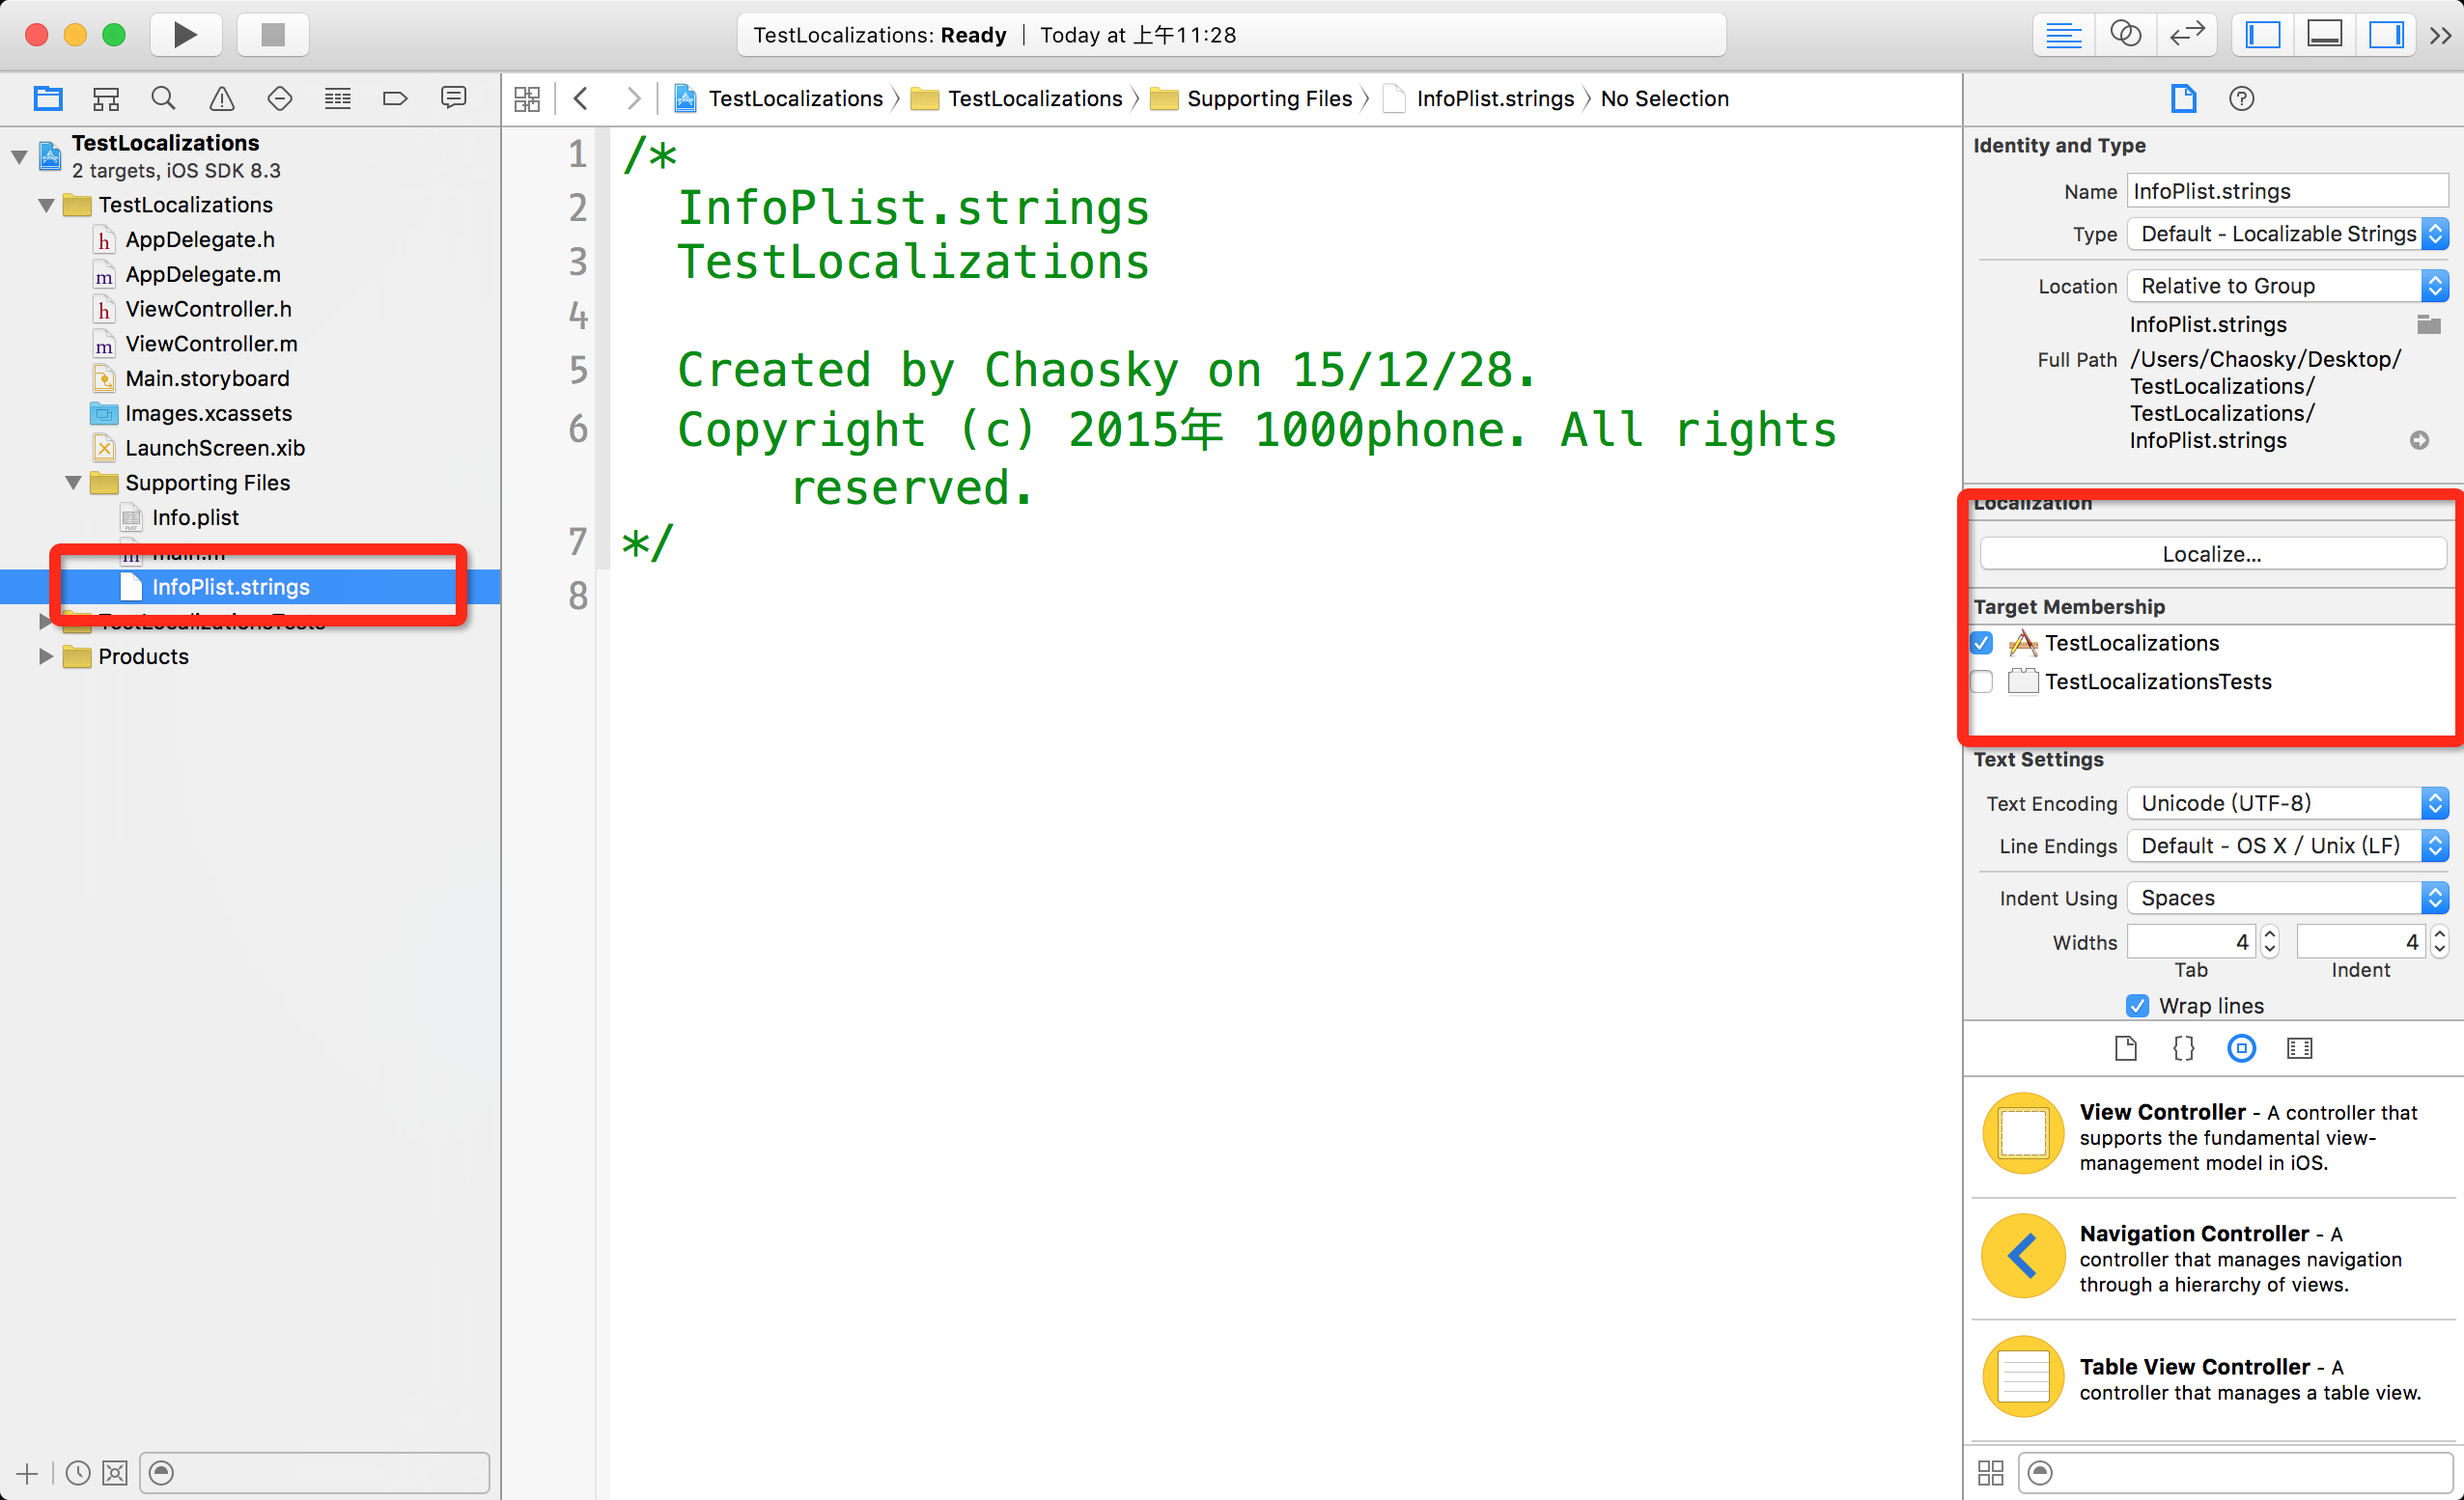 TestLocalizations: Ready | Today at 上午11:28
TestLocalizations
2 targets, iOS SDK 8.3
TestLocalizations
AppDelegate.h
AppDelegate.m
ViewController.h
ViewController.m
Main.storyboard
Images.xcassets
LaunchScreen.xib
Supporting Files
Info.plist
main.m
InfoPlist.strings
TestLocalizationsTests
Products
TestLocalizations
TestLocalizations
Supporting Files
InfoPlist.strings
No Selection
1 /*
2 InfoPlist.strings
3 TestLocalizations
4
5 Created by Chaosky on 15/12/28.
6 Copyright (c) 2015年 1000phone. All rights
reserved.
7 */
8
Identity and Type
Name InfoPlist.strings
Type Default - Localizable Strings
Location Relative to Group
InfoPlist.strings
Full Path /Users/Chaosky/Desktop/
TestLocalizations/
TestLocalizations/
InfoPlist.strings
Localization
Localize...
Target Membership
TestLocalizations
TestLocalizationsTests
Text Settings
Text Encoding Unicode (UTF-8)
Line Endings Default - OS X / Unix (LF)
Indent Using Spaces
Widths 4 4
Tab Indent
Wrap lines
View Controller - A controller that
supports the fundamental view-
management model in iOS.
Navigation Controller - A
controller that manages navigation
through a hierarchy of views.
Table View Controller - A
controller that manages a table view.